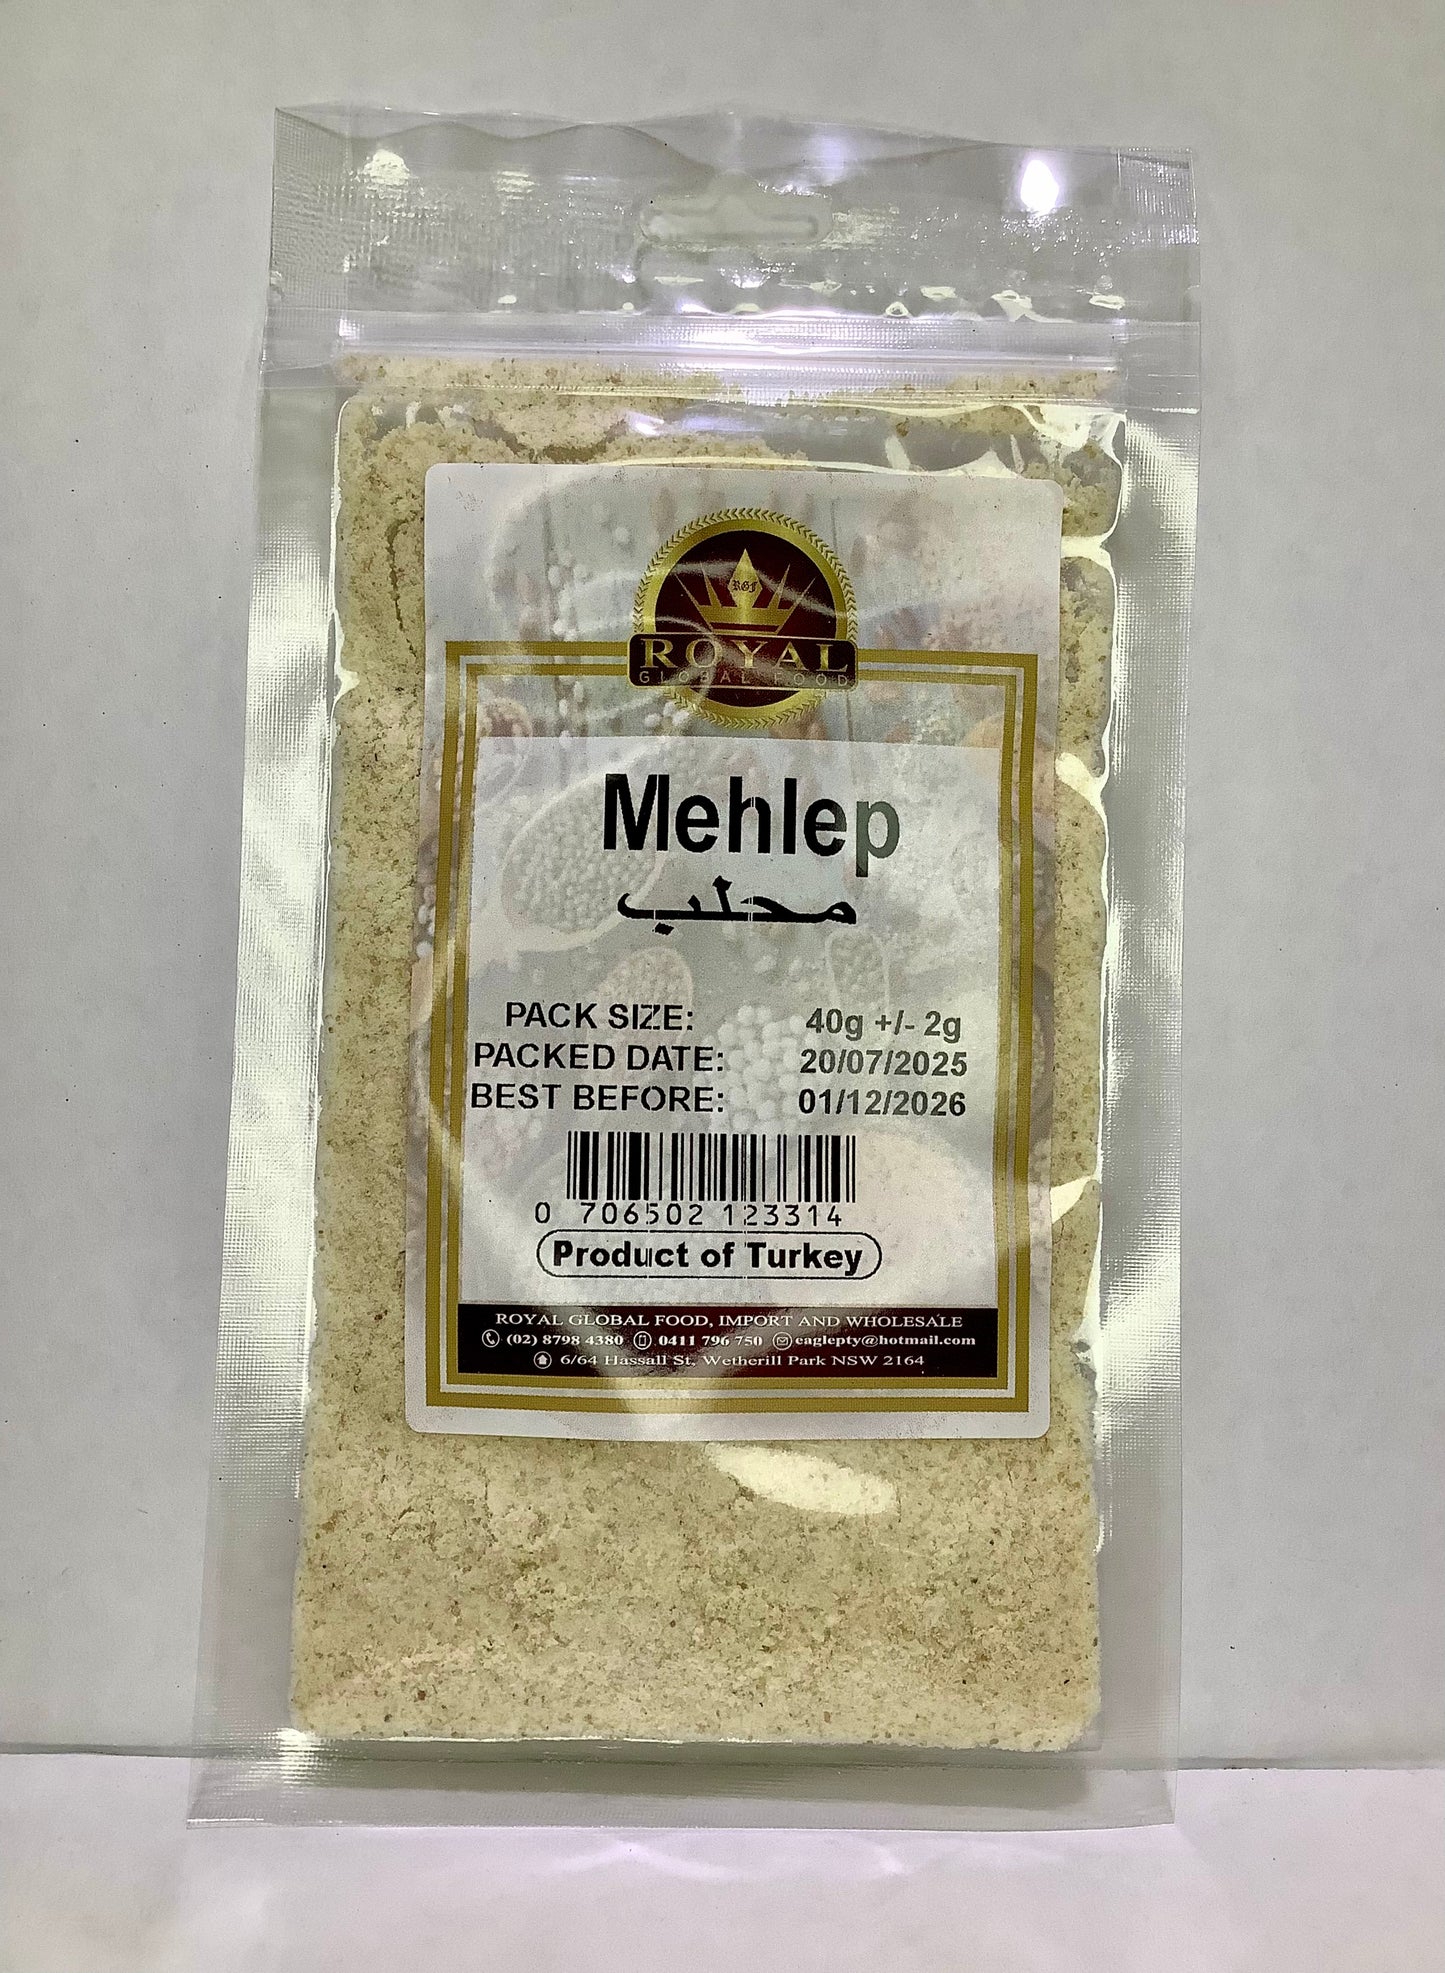 RGF
ROYAL
GLOBAL FOOD
Mehlep
محلب
PACK SIZE: 40g +/- 2g
PACKED DATE: 20/07/2025
BEST BEFORE: 01/12/2026
0 706502 123314
Product of Turkey
ROYAL GLOBAL FOOD, IMPORT AND WHOLESALE
(02) 8798 4380 0411 796 750 eaglepty@hotmail.com
6/64 Hassall St, Wetherill Park NSW 2164